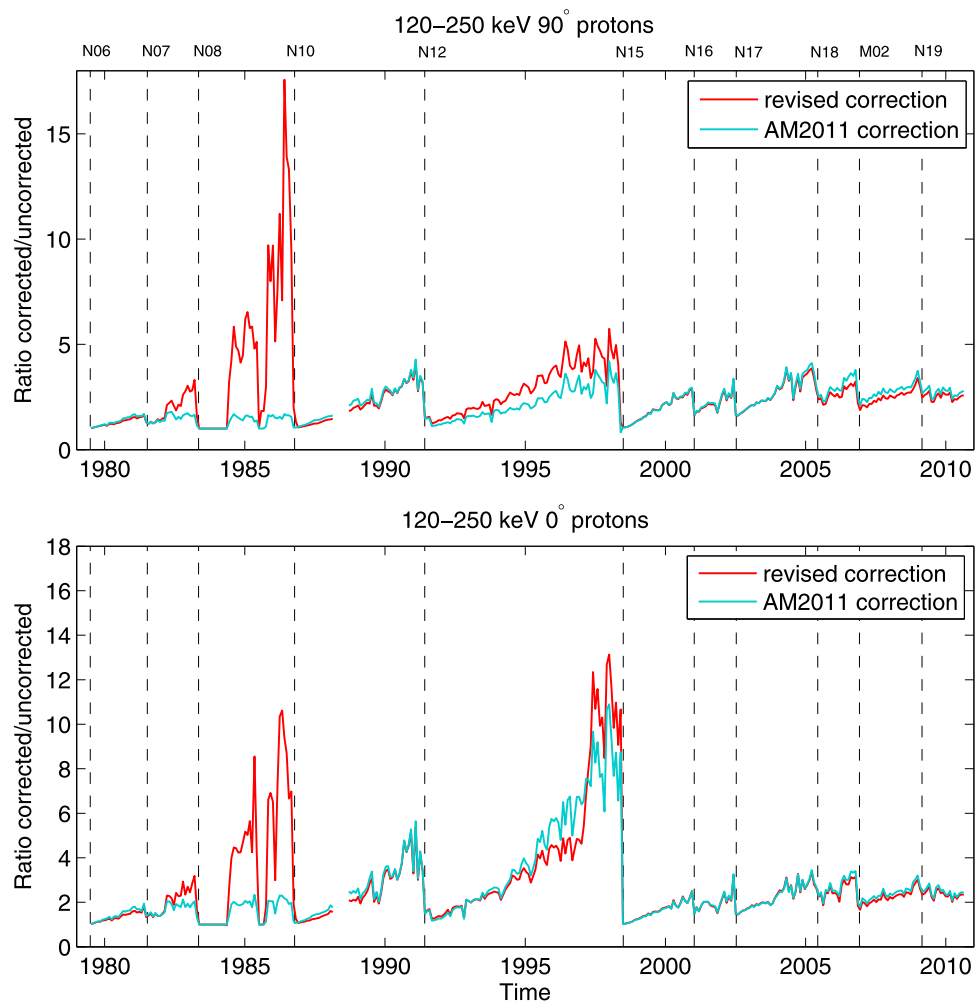 120−250 keV 90° protons
N06 N07 N08 N10 N12 N15 N16 N17 N18 M02 N19
revised correction
AM2011 correction
Ratio corrected/uncorrected
15
10
5
0
1980 1985 1990 1995 2000 2005 2010
120−250 keV 0° protons
revised correction
AM2011 correction
Ratio corrected/uncorrected
18
16
14
12
10
8
6
4
2
0
1980 1985 1990 1995 2000 2005 2010
Time